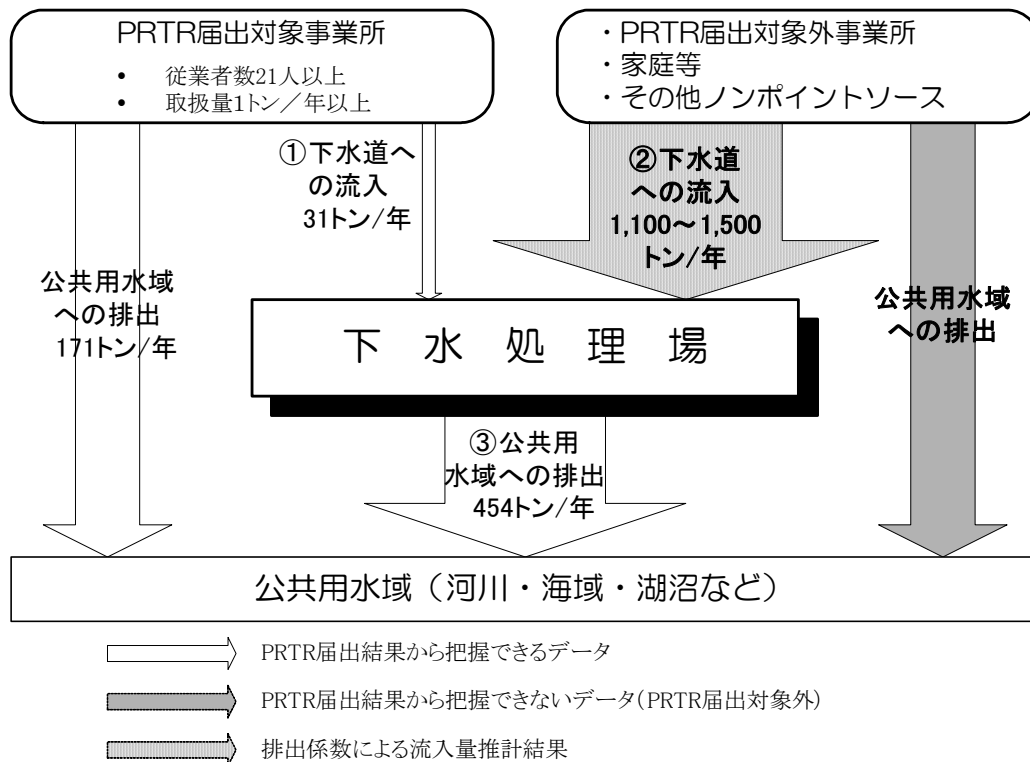 PRTR届出対象事業所
• 従業者数21人以上
• 取扱量1トン／年以上
・PRTR届出対象外事業所
・家庭等
・その他ノンポイントソース
①下水道へ
の流入
31トン/年
②下水道
への流入
1,100～1,500
トン/年
公共用水域
への排出
171トン/年
公共用水域
への排出
下水処理場
③公共用
水域への排出
454トン/年
公共用水域（河川・海域・湖沼など）
PRTR届出結果から把握できるデータ
PRTR届出結果から把握できないデータ(PRTR届出対象外)
排出係数による流入量推計結果